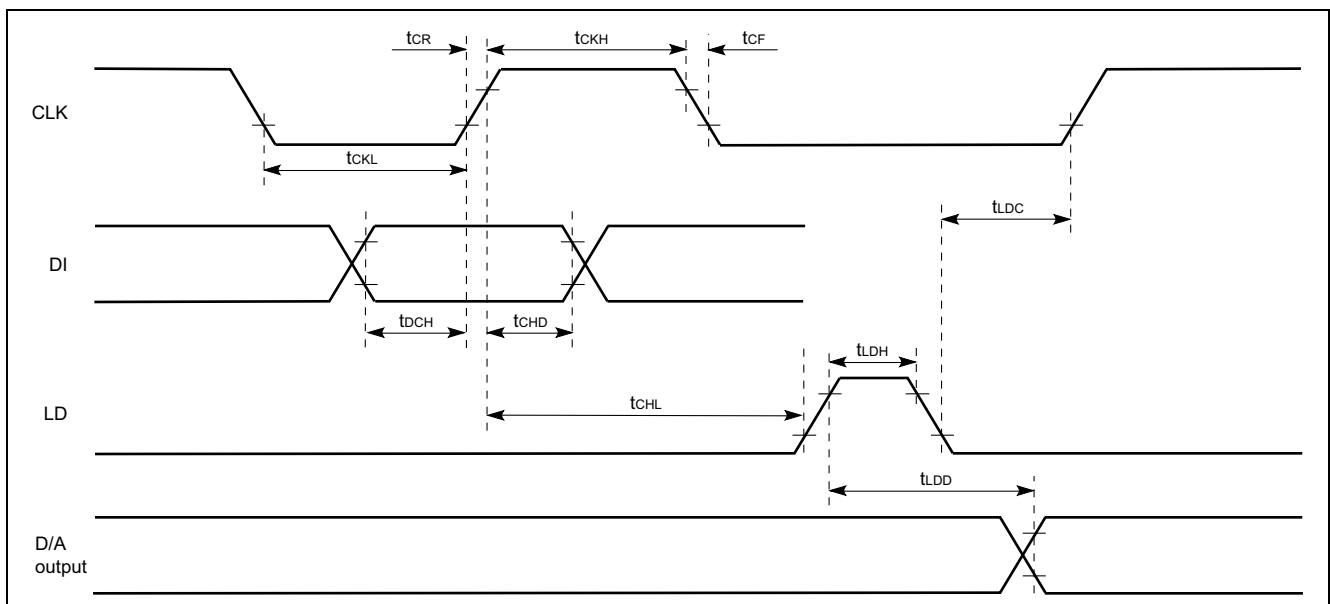 tCR
tCKH
tCF
CLK
tCKL
tLDC
DI
tDCH
tCHD
tLDH
LD
tCHL
tLDD
D/A
output